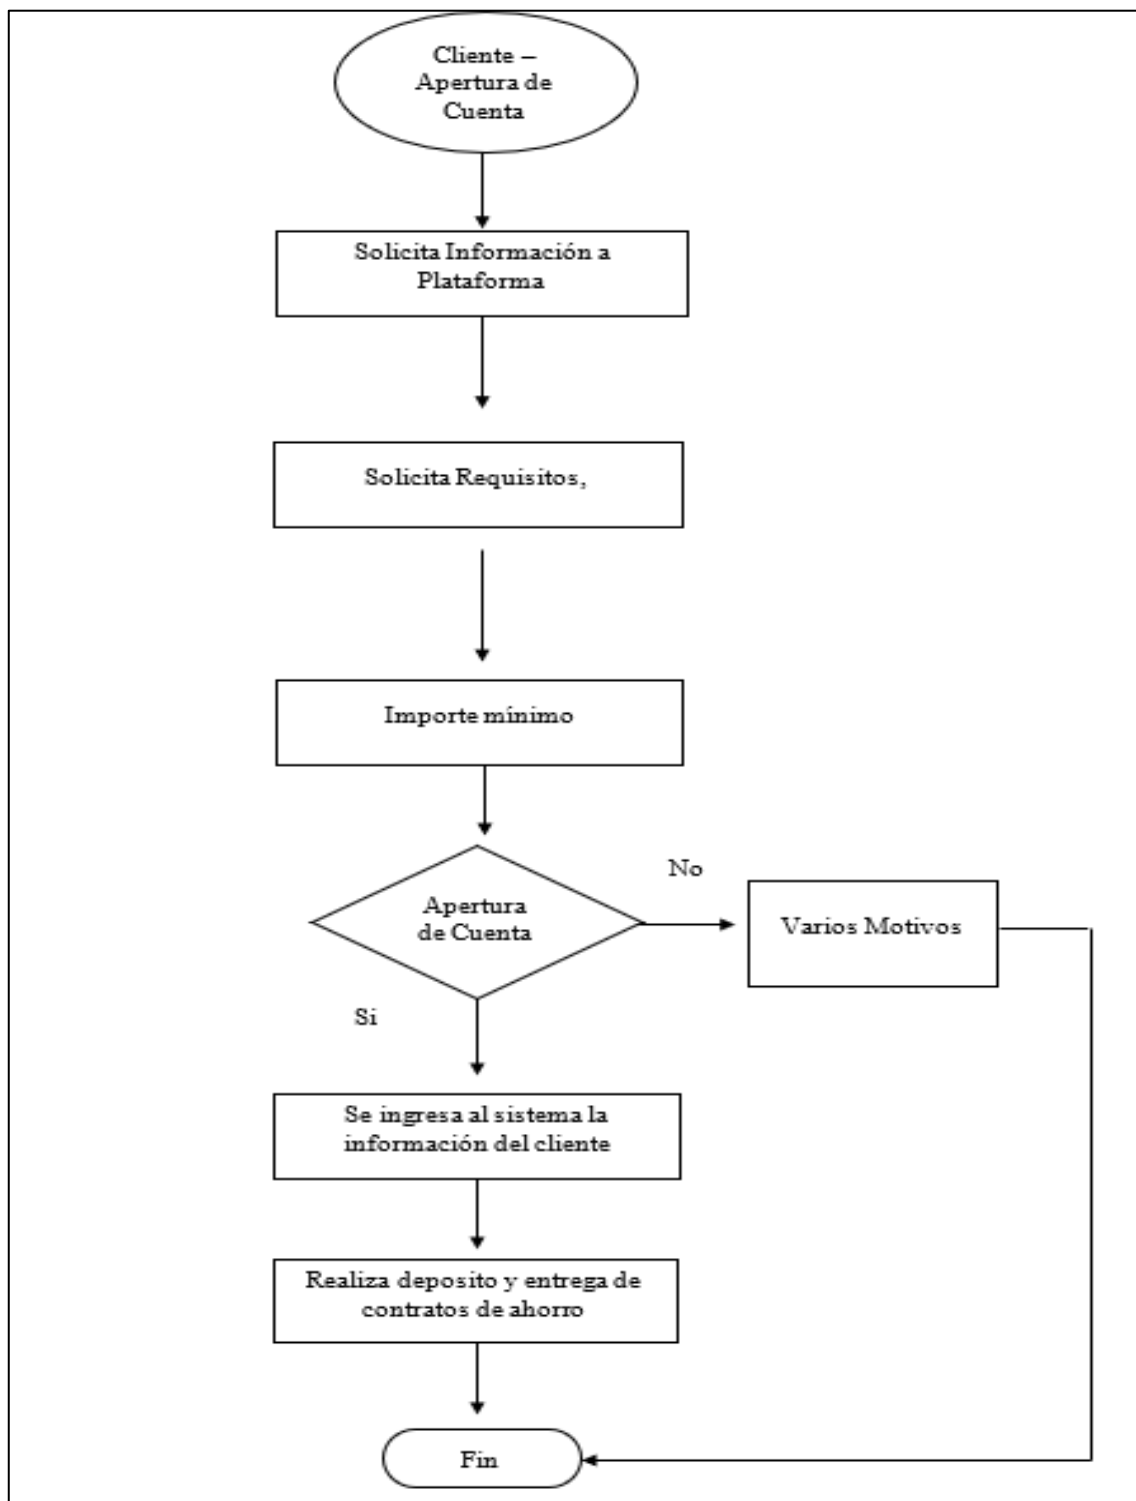 Cliente –
Apertura de
Cuenta
Solicita Información a
Plataforma
Solicita Requisitos,
Importe mínimo
Apertura
de Cuenta
No
Varios Motivos
Si
Se ingresa al sistema la
información del cliente
Realiza deposito y entrega de
contratos de ahorro
Fin